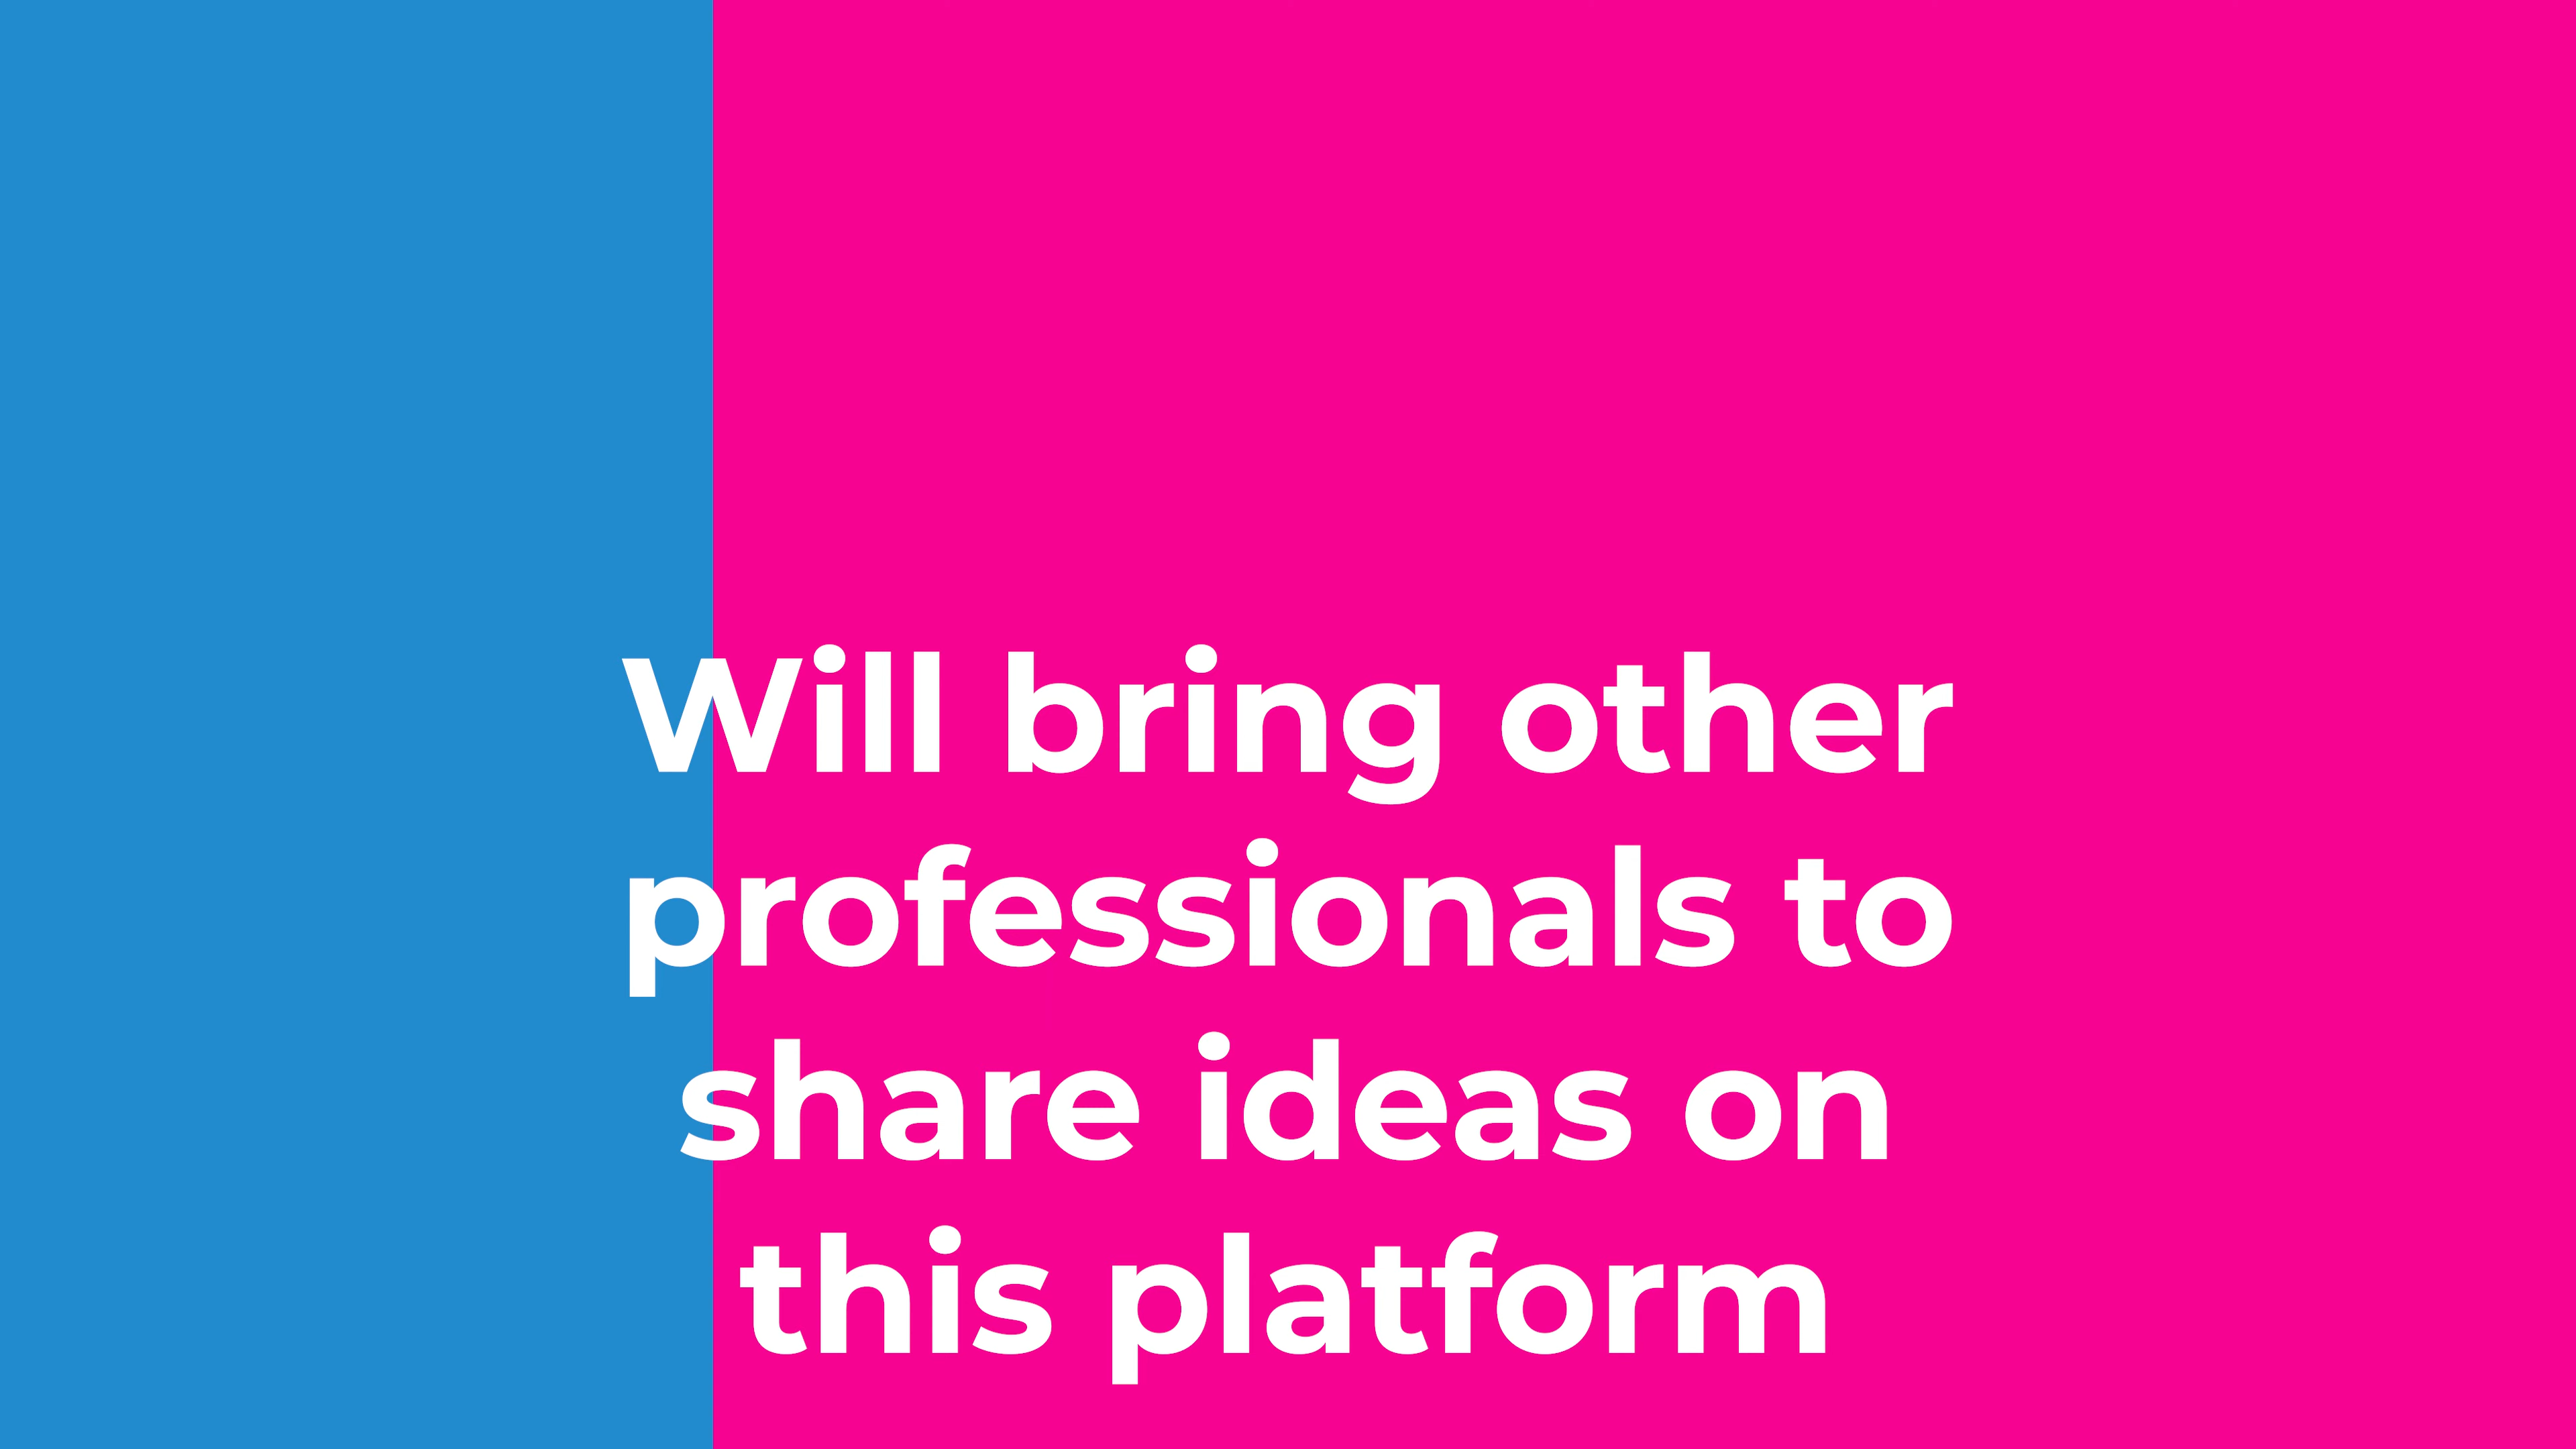 Will bring other
professionals to
share ideas on
this platform